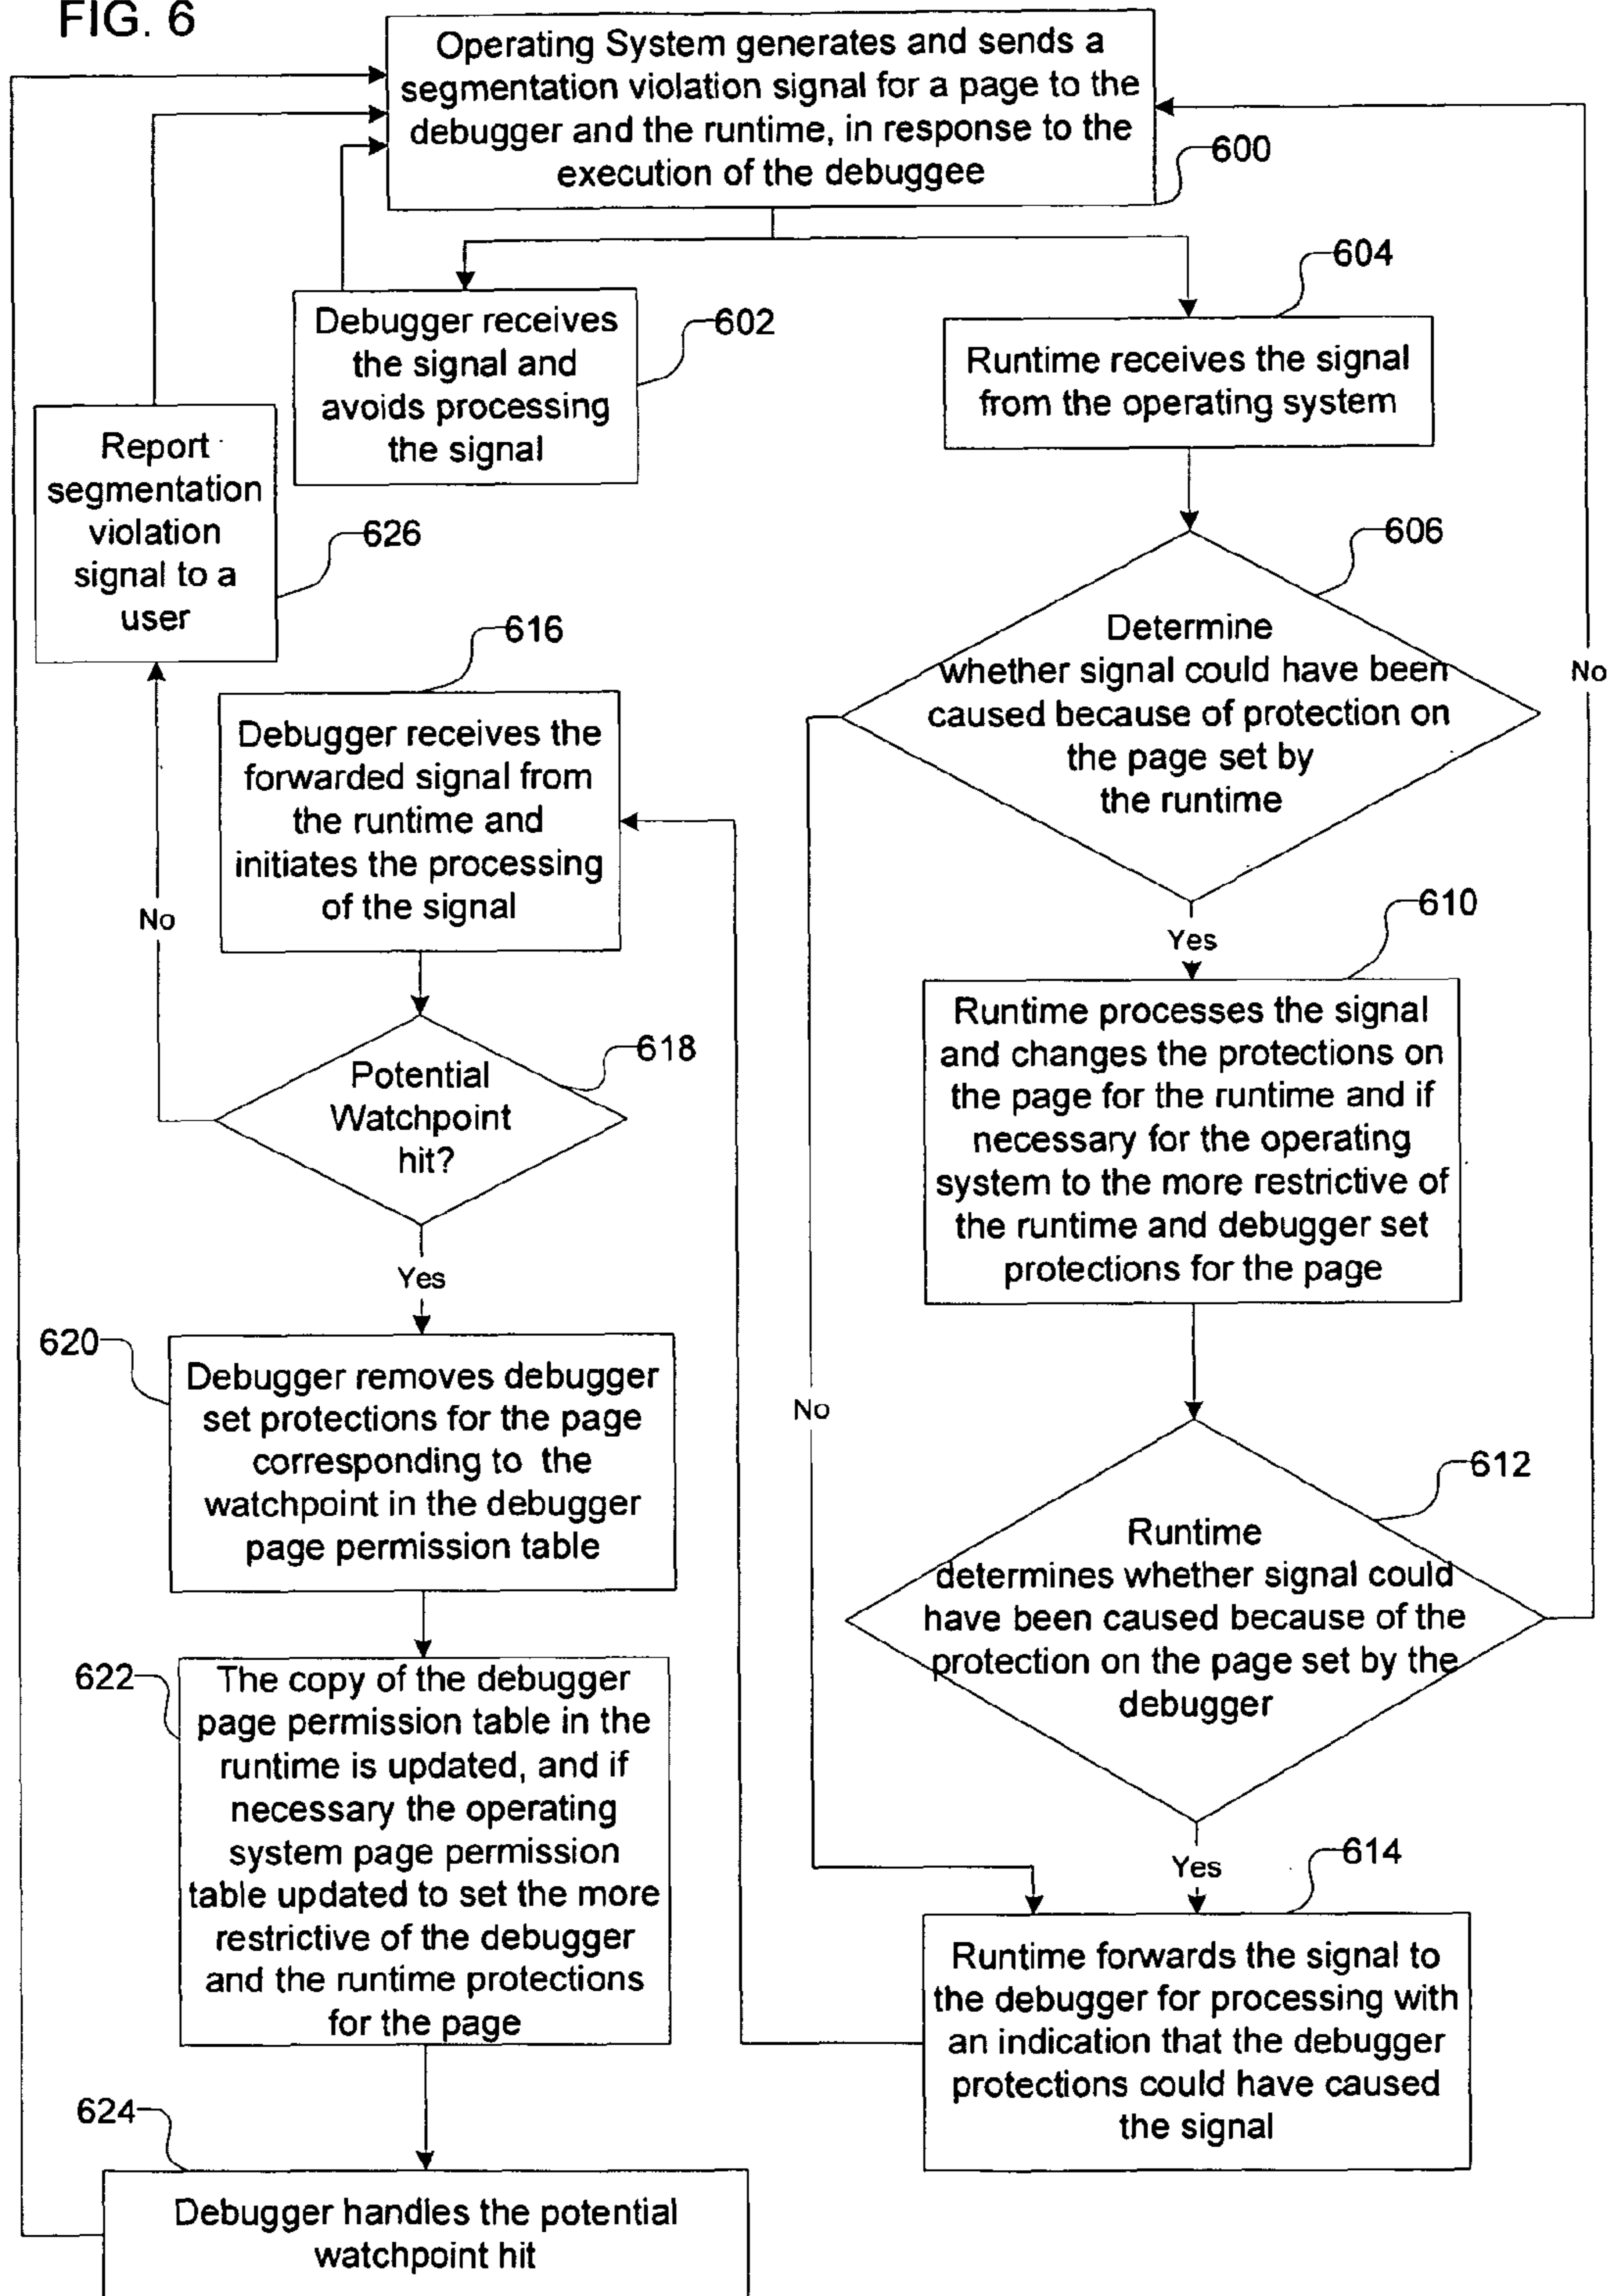 FIG. 6
Operating System generates and sends a
segmentation violation signal for a page to the
debugger and the runtime, in response to the
execution of the debuggee
600
602
Debugger receives
the signal and
avoids processing
the signal
604
Runtime receives the signal
from the operating system
Report
segmentation
violation
signal to a
user
626
606
Determine
whether signal could have been
caused because of protection on
the page set by
the runtime
No
616
Debugger receives the
forwarded signal from
the runtime and
initiates the processing
of the signal
No
Yes
610
Runtime processes the signal
and changes the protections on
the page for the runtime and if
necessary for the operating
system to the more restrictive of
the runtime and debugger set
protections for the page
618
Potential
Watchpoint
hit?
Yes
620
Debugger removes debugger
set protections for the page
corresponding to the
watchpoint in the debugger
page permission table
No
612
Runtime
determines whether signal could
have been caused because of the
protection on the page set by the
debugger
622
The copy of the debugger
page permission table in the
runtime is updated, and if
necessary the operating
system page permission
table updated to set the more
restrictive of the debugger
and the runtime protections
for the page
Yes
614
Runtime forwards the signal to
the debugger for processing with
an indication that the debugger
protections could have caused
the signal
624
Debugger handles the potential
watchpoint hit